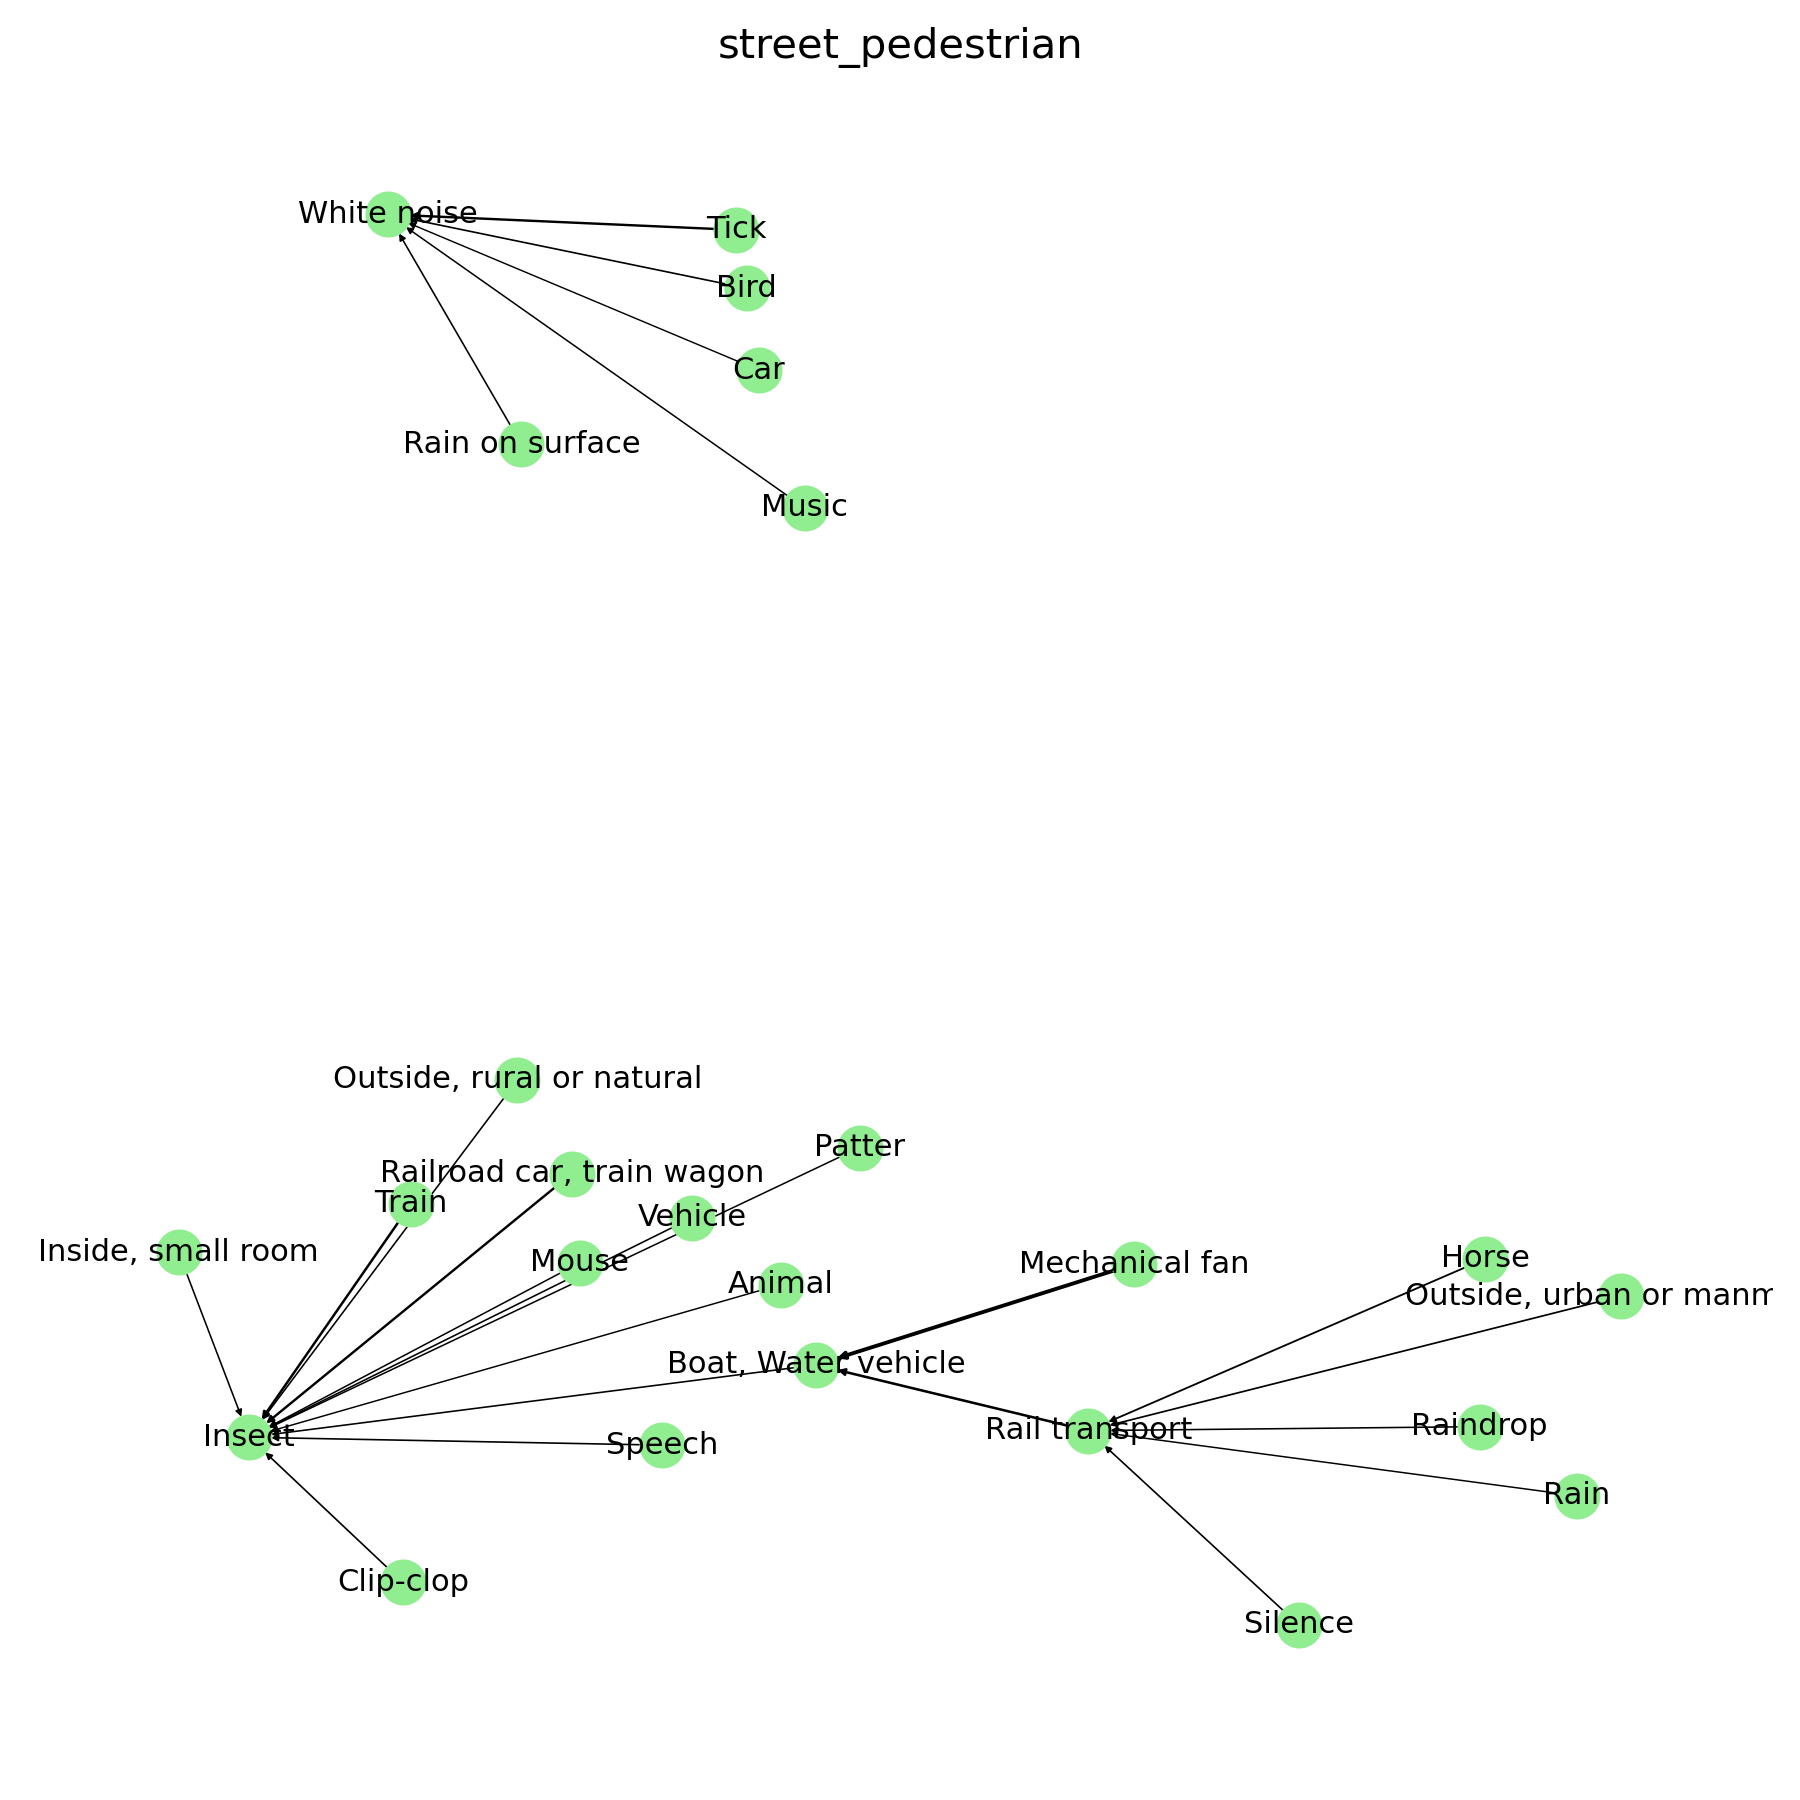 street_pedestrian
White noise
Tick
Bird
Car
Rain on surface
Music
Outside, rural or natural
Patter
Railroad car, train wagon
Train
Vehicle
Inside, small room
Mouse
Mechanical fan
Horse
Animal
Outside, urban or manm
Boat, Water vehicle
Insect
Speech
Rail transport
Raindrop
Rain
Clip-clop
Silence